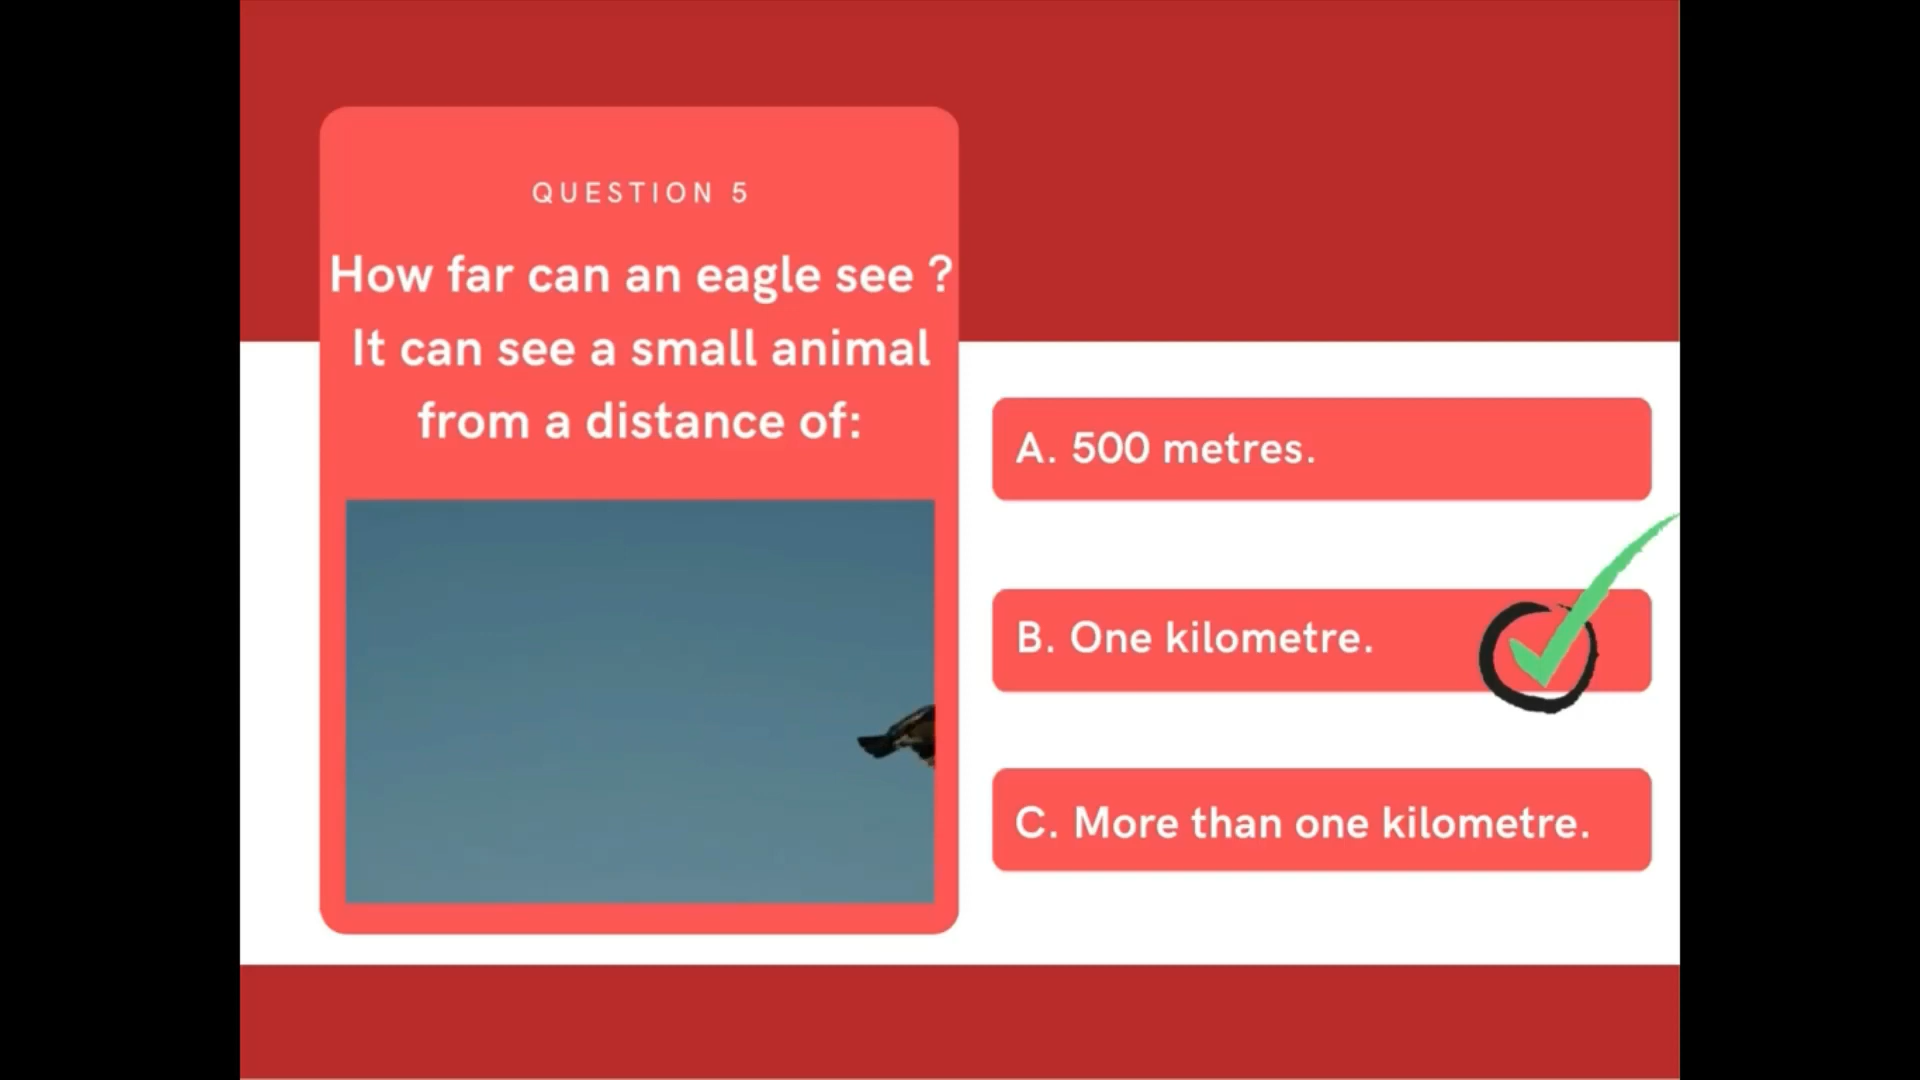 QUESTION 5
How far can an eagle see ?
It can see a small animal
from a distance of:
A. 500 metres.
B. One kilometre.
C. More than one kilometre.